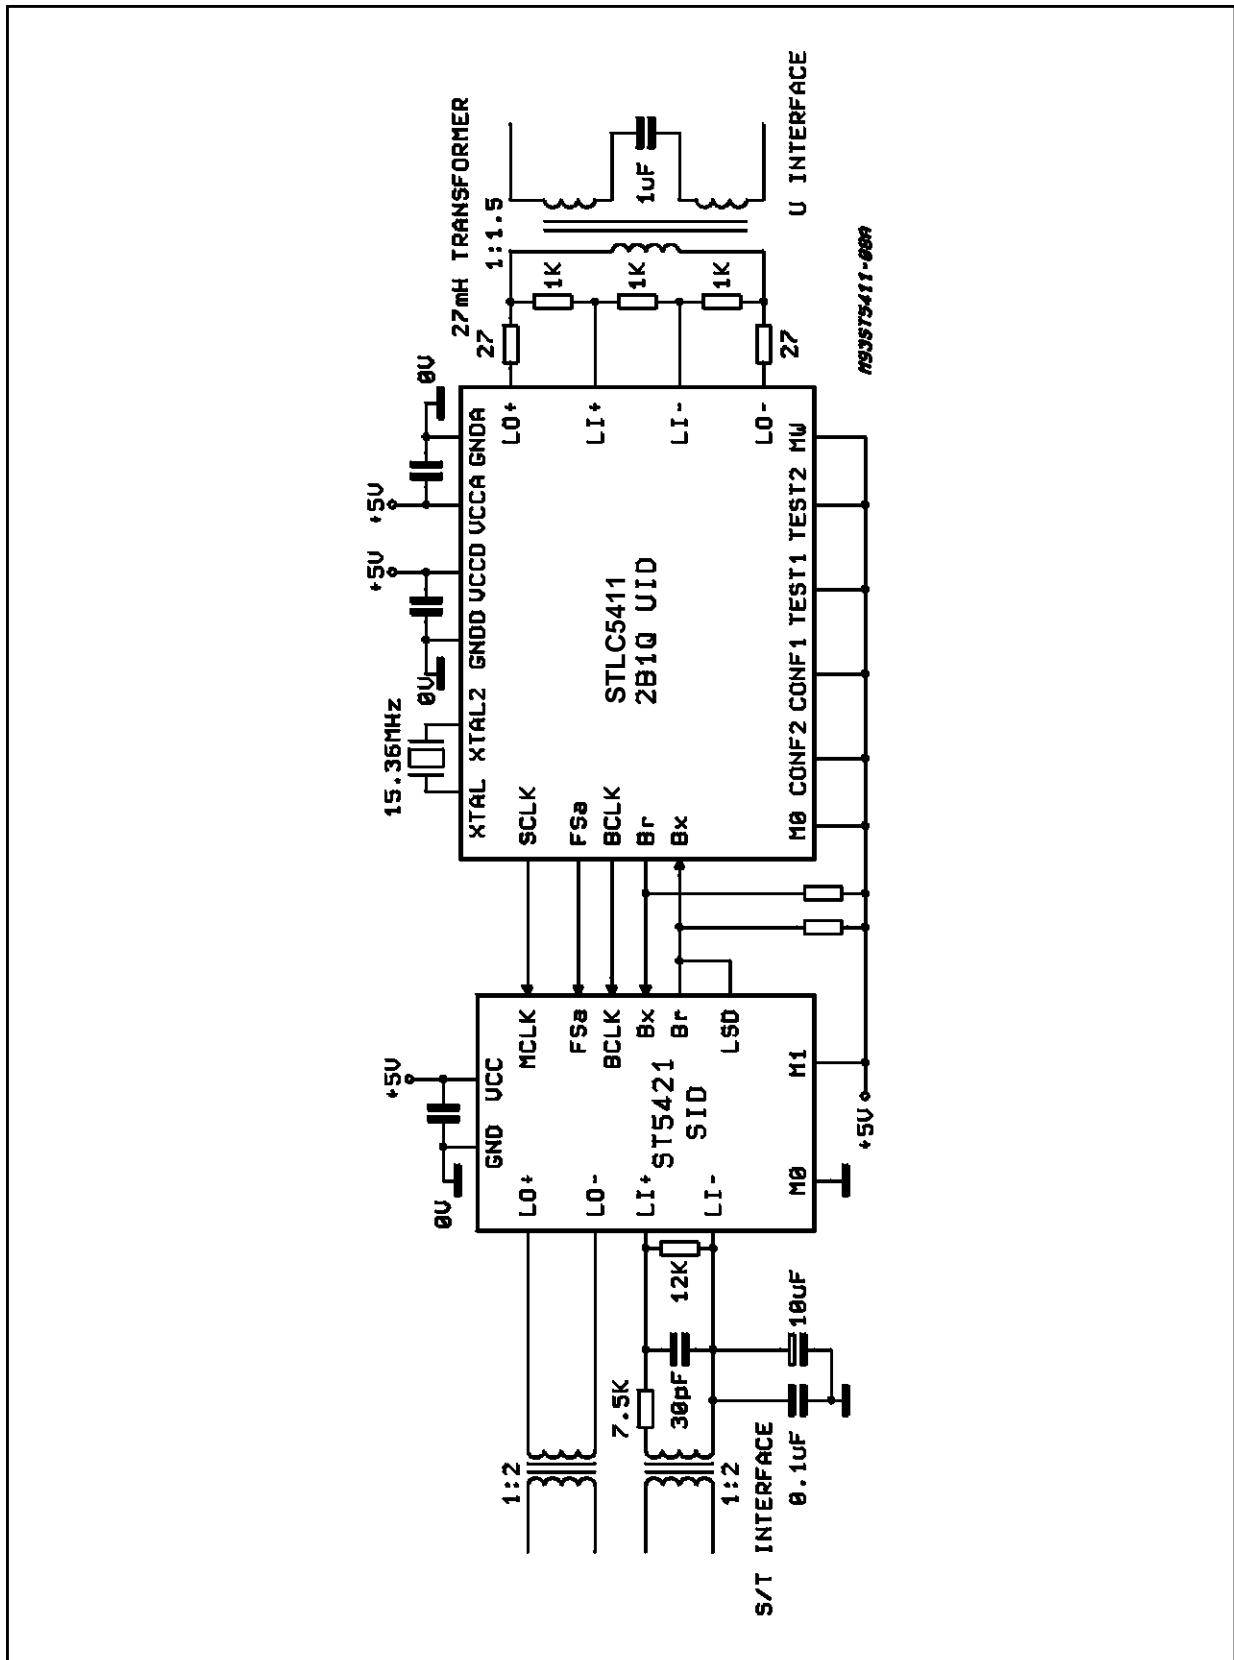 S/T INTERFACE
1:2
1:2
7.5K
30pF
12K
0.1uF
10uF
0V
+5V
GND VCC
LO+
LO-
LI+
LI-
ST5421
SID
MCLK
FSa
BCLK
Bx
Br
LSD
M0
M1
+5V
15.36MHz
0V
+5V
+5V
0V
XTAL XTAL2 GNDD VCCD VCCA GNDA
SCLK
FSa
BCLK
Br
Bx
STLC5411
2B1Q UID
LO+
LI+
LI-
LO-
M0 CONF2 CONF1 TEST1 TEST2 MW
27
27
1K
1K
1K
27mH TRANSFORMER
1:1.5
1uF
U INTERFACE
M93ST5411-08A